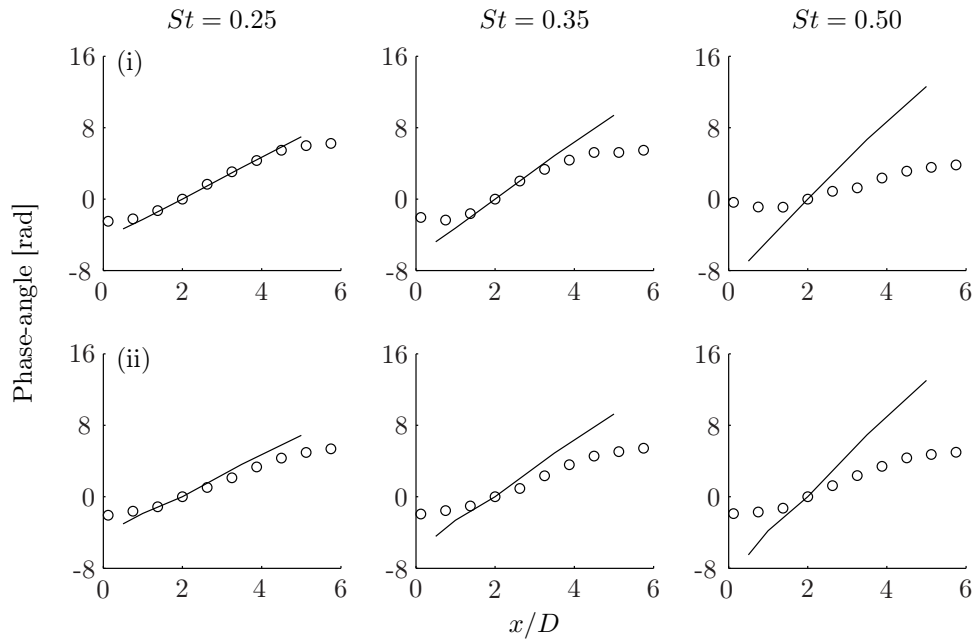 St = 0.25 St = 0.35 St = 0.50
(i)
16 16 16
8 8 8
0 0 0
-8 -8 -8
0 2 4 6 0 2 4 6 0 2 4 6
Phase-angle [rad]
(ii)
16 16 16
8 8 8
0 0 0
-8 -8 -8
0 2 4 6 0 2 4 6 0 2 4 6
x/D